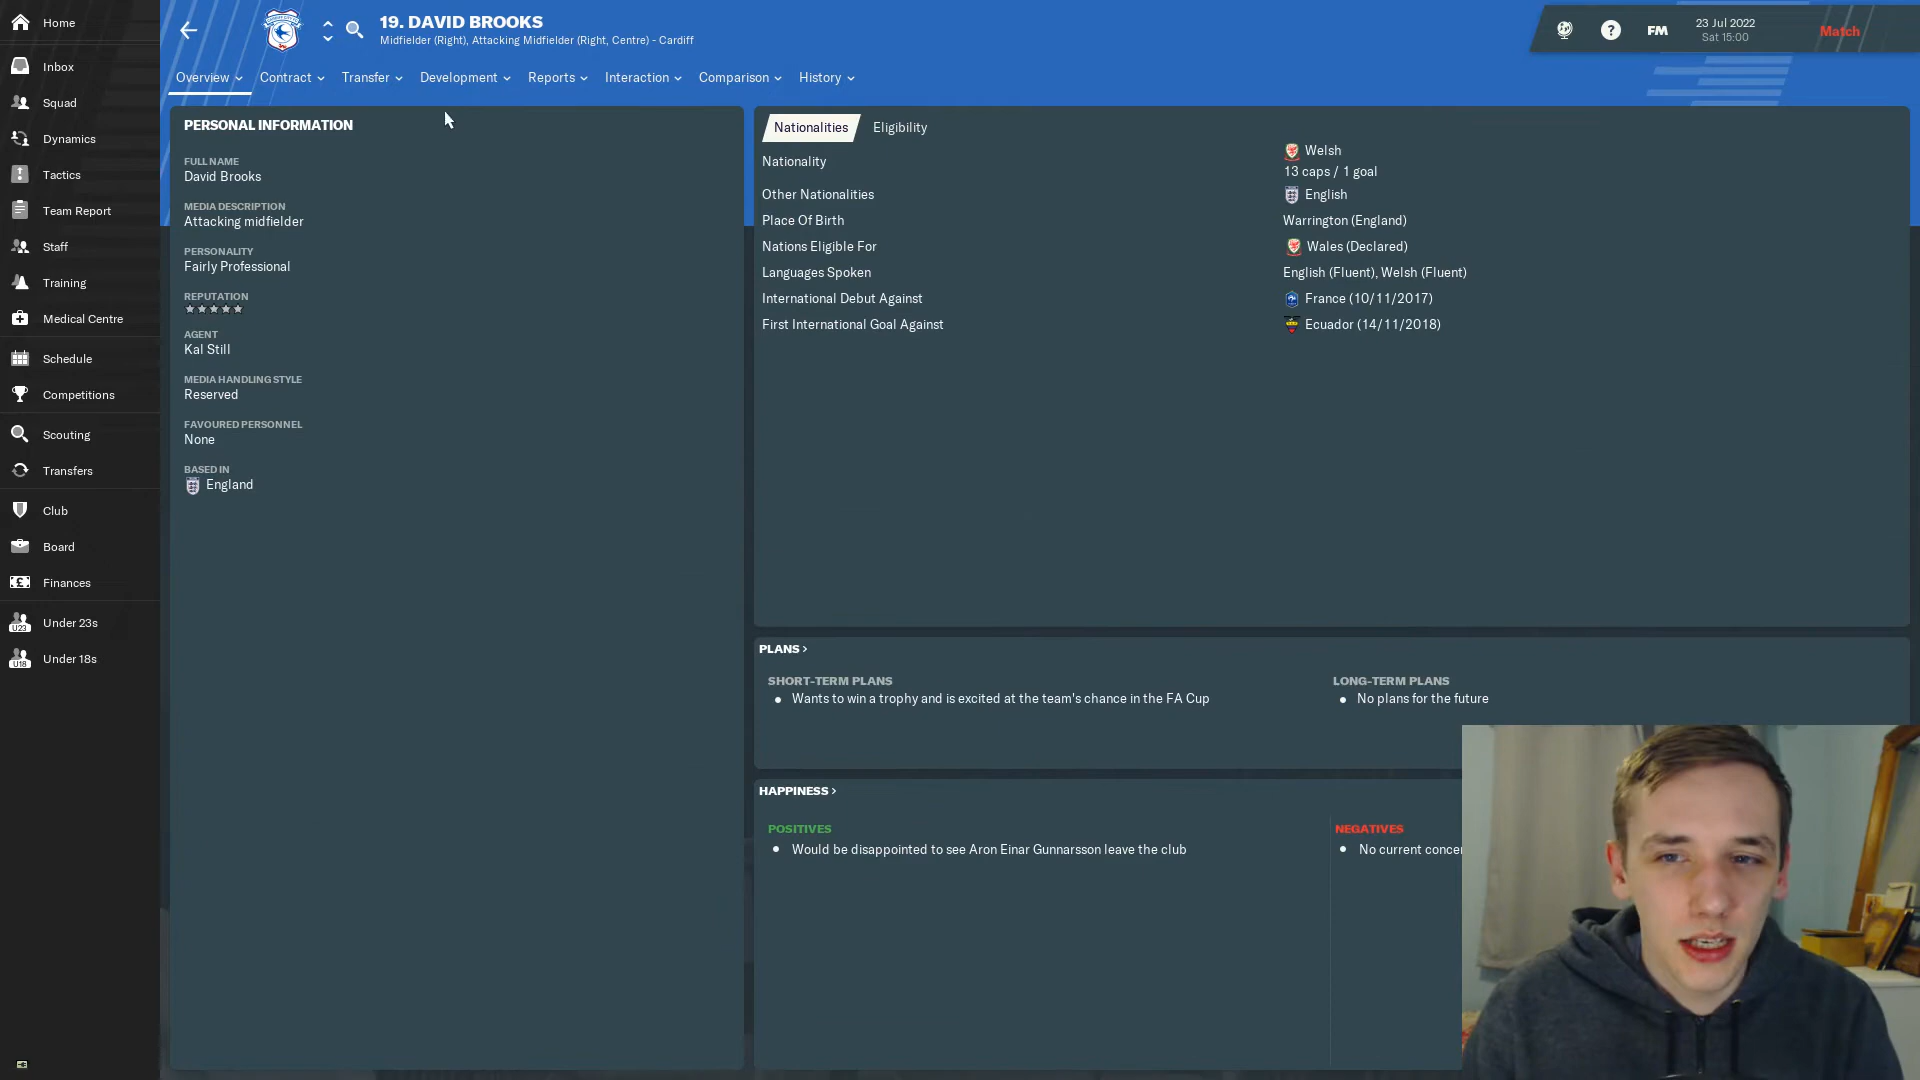 Home
Inbox
Squad
Dynamics
Tactics
Team Report
Staff
Training
Medical Centre
Schedule
Competitions
Scouting
Transfers
Club
Board
Finances
U23
Under 23s
U18
Under 18s
19. DAVID BROOKS
Midfielder (Right), Attacking Midfielder (Right, Centre) - Cardiff
?
FM
23 Jul 2022
Sat 15:00
Match
Overview Contract Transfer Development Reports Interaction Comparison History
PERSONAL INFORMATION
FULL NAME
David Brooks
MEDIA DESCRIPTION
Attacking midfielder
PERSONALITY
Fairly Professional
REPUTATION
AGENT
Kal Still
MEDIA HANDLING STYLE
Reserved
FAVOURED PERSONNEL
None
BASED IN
England
Nationalities Eligibility
Nationality Welsh
13 caps / 1 goal
Other Nationalities English
Place Of Birth Warrington (England)
Nations Eligible For Wales (Declared)
Languages Spoken English (Fluent), Welsh (Fluent)
International Debut Against France (10/11/2017)
First International Goal Against Ecuador (14/11/2018)
PLANS >
SHORT-TERM PLANS
• Wants to win a trophy and is excited at the team's chance in the FA Cup
LONG-TERM PLANS
• No plans for the future
HAPPINESS >
POSITIVES
• Would be disappointed to see Aron Einar Gunnarsson leave the club
NEGATIVES
• No current